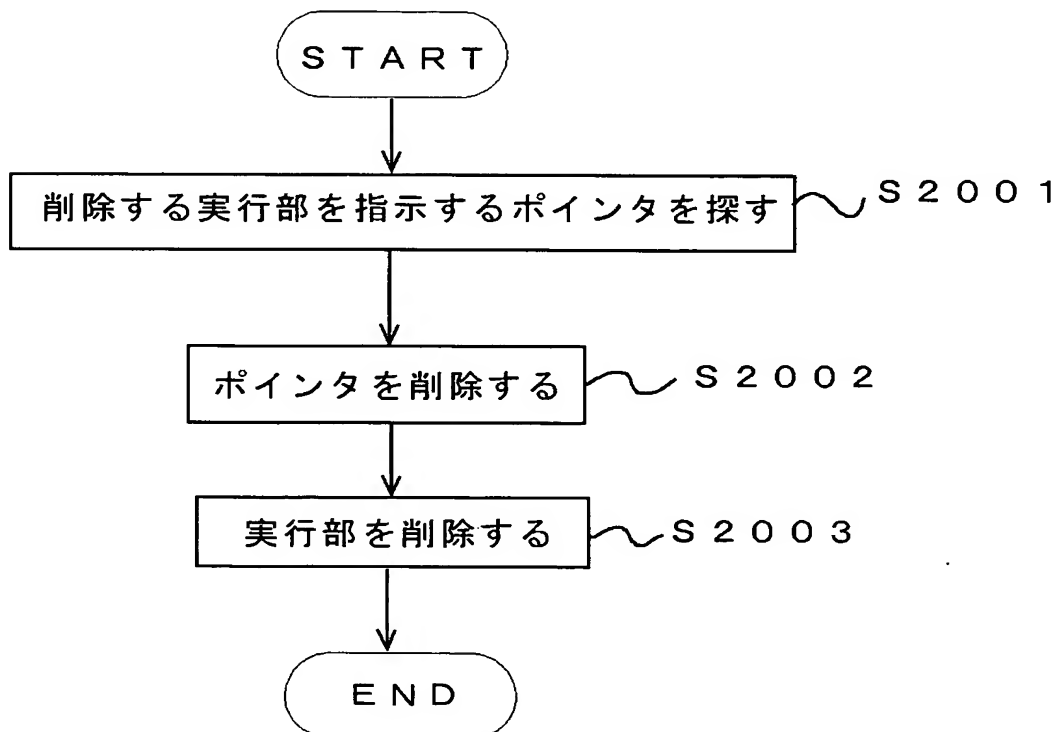 ＳＴＡＲＴ
削除する実行部を指示するポインタを探す
Ｓ２００１
ポインタを削除する
Ｓ２００２
実行部を削除する
Ｓ２００３
ＥＮＤ